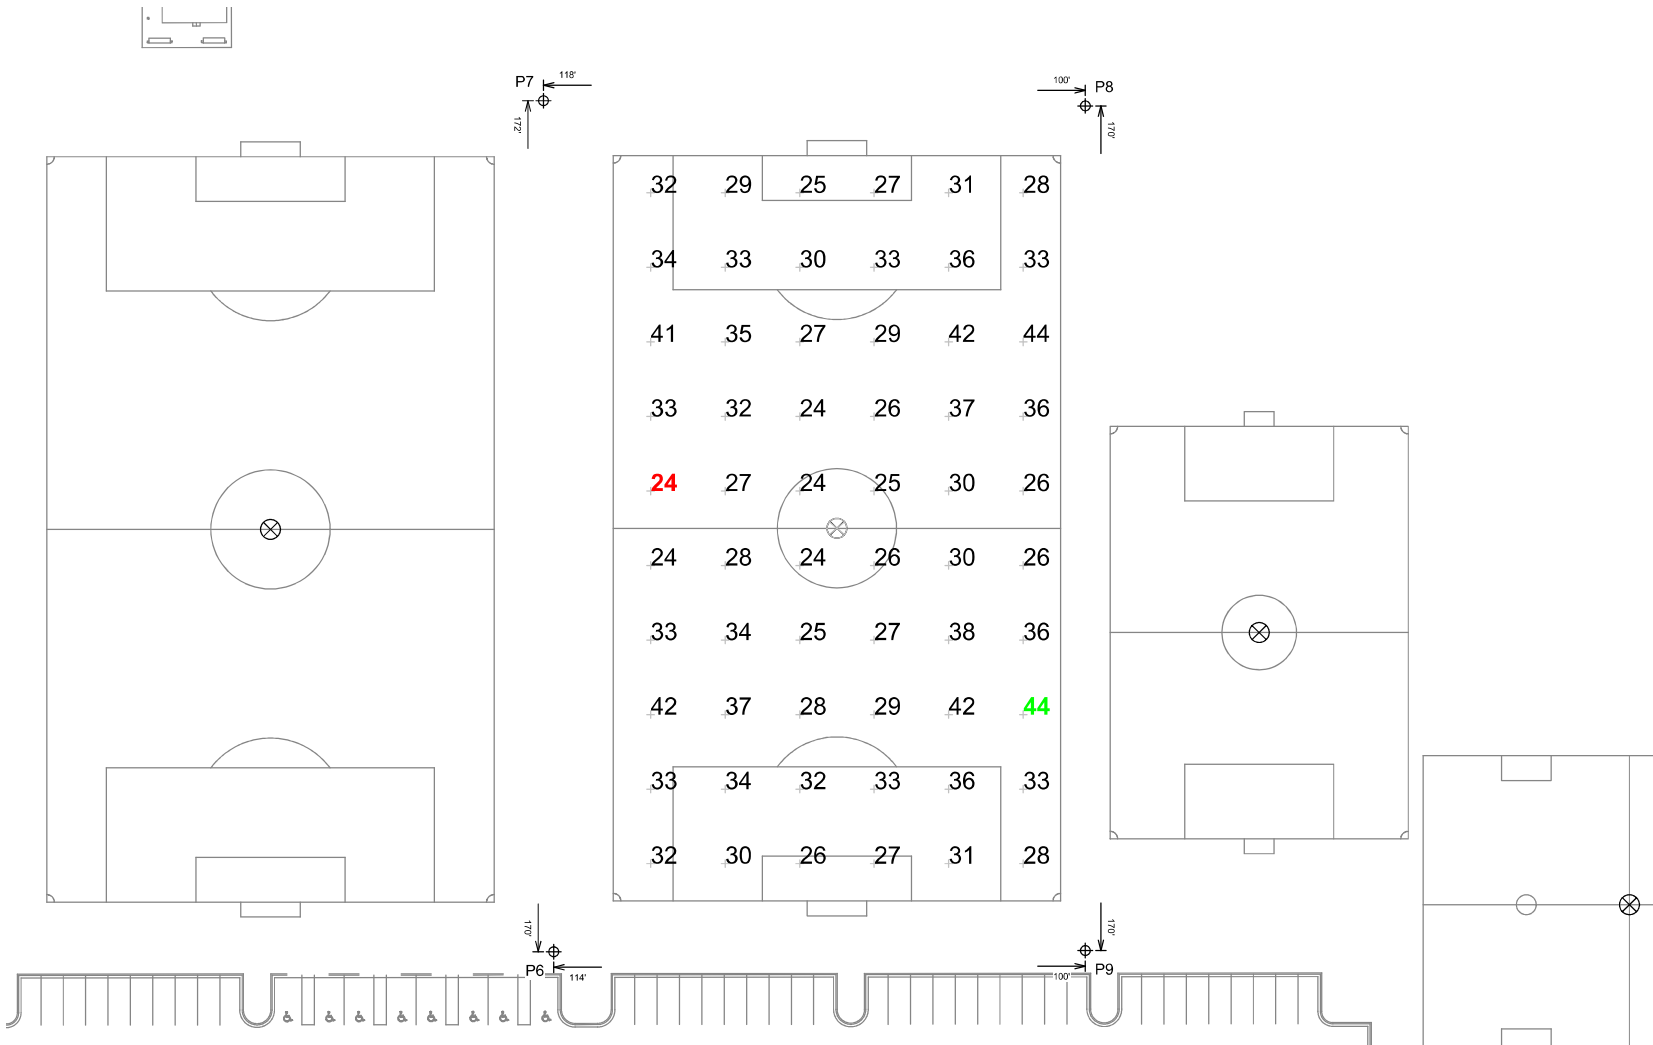 118'
P7
172'
100'
P8
170'
32 29 25 27 31 28
34 33 30 33 36 33
41 35 27 29 42 44
33 32 24 26 37 36
24 27 24 25 30 26
24 28 24 26 30 26
33 34 25 27 38 36
42 37 28 29 42 44
33 34 32 33 36 33
32 30 26 27 31 28
170'
P6
114'
170'
P9
100'